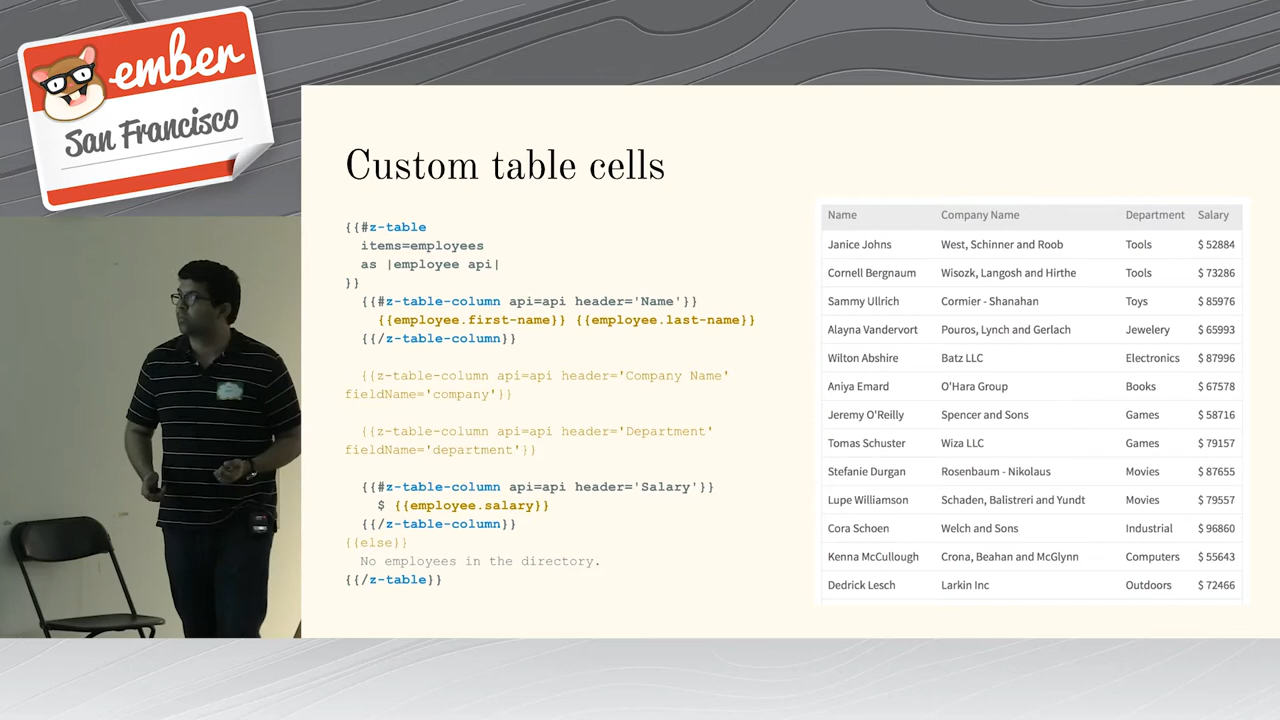 ember
San Francisco
Custom table cells
{{#z-table
items=employees
as |employee api|
}}
{{#z-table-column api=api header='Name'}}
{{employee.first-name}} {{employee.last-name}}
{{/z-table-column}}
{{z-table-column api=api header='Company Name'
fieldName='company'}}
{{z-table-column api=api header='Department'
fieldName='department'}}
{{#z-table-column api=api header='Salary'}}
$ {{employee.salary}}
{{/z-table-column}}
{{else}}
No employees in the directory.
{{/z-table}}
Name Company Name Department Salary
Janice Johns West, Schinner and Roob Tools $ 52884
Cornell Bergnaum Wisozk, Langosh and Hirthe Tools $ 73286
Sammy Ullrich Cormier - Shanahan Toys $ 85976
Alayna Vandervort Pouros, Lynch and Gerlach Jewelery $ 65993
Wilton Abshire Batz LLC Electronics $ 87996
Aniya Emard O'Hara Group Books $ 67578
Jeremy O'Reilly Spencer and Sons Games $ 58716
Tomas Schuster Wiza LLC Games $ 79157
Stefanie Durgan Rosenbaum - Nikolaus Movies $ 87655
Lupe Williamson Schaden, Balistreri and Yundt Movies $ 79557
Cora Schoen Welch and Sons Industrial $ 96860
Kenna McCullough Crona, Beahan and McGlynn Computers $ 55643
Dedrick Lesch Larkin Inc Outdoors $ 72466